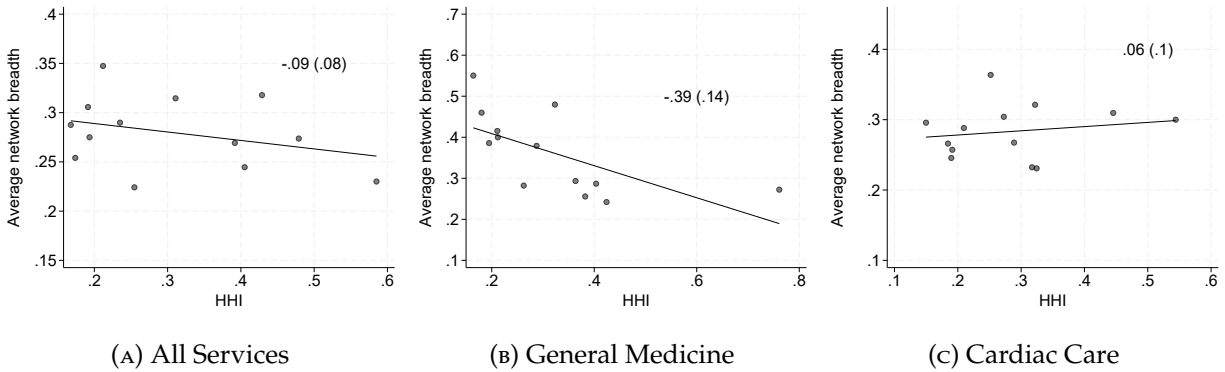 .4
.35
.3
.25
.2
.15
Average network breadth
-.09 (.08)
.2 .3 .4 .5 .6
HHI
(A) All Services
.7
.6
.5
.4
.3
.2
.1
Average network breadth
-.39 (.14)
.2 .4 .6 .8
HHI
(B) General Medicine
.4
.3
.2
.1
Average network breadth
.06 (.1)
.1 .2 .3 .4 .5 .6
HHI
(C) Cardiac Care